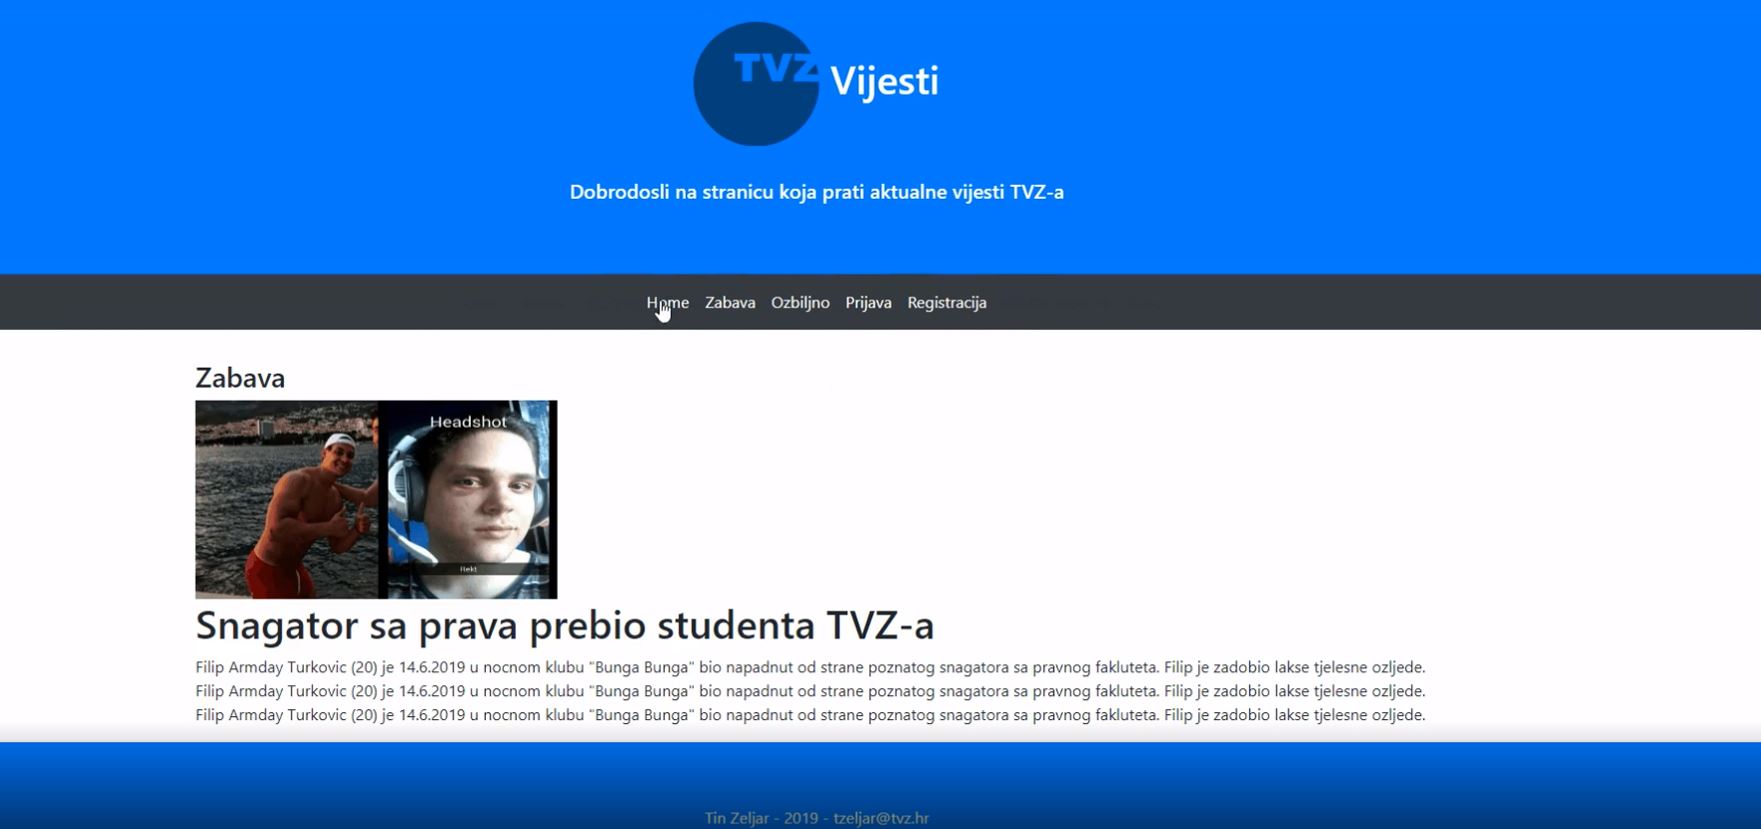 TVZ Vijesti
Dobrodosli na stranicu koja prati aktualne vijesti TVZ-a
Home Zabava Ozbiljno Prijava Registracija
Zabava
Headshot
Hekt
Snagator sa prava prebio studenta TVZ-a
Filip Armday Turkovic (20) je 14.6.2019 u nocnom klubu "Bunga Bunga" bio napadnut od strane poznatog snagatora sa pravnog fakluteta. Filip je zadobio lakse tjelesne ozljede.
Filip Armday Turkovic (20) je 14.6.2019 u nocnom klubu "Bunga Bunga" bio napadnut od strane poznatog snagatora sa pravnog fakluteta. Filip je zadobio lakse tjelesne ozljede.
Filip Armday Turkovic (20) je 14.6.2019 u nocnom klubu "Bunga Bunga" bio napadnut od strane poznatog snagatora sa pravnog fakluteta. Filip je zadobio lakse tjelesne ozljede.
Tin Zeljar - 2019 - tzeljar@tvz.hr